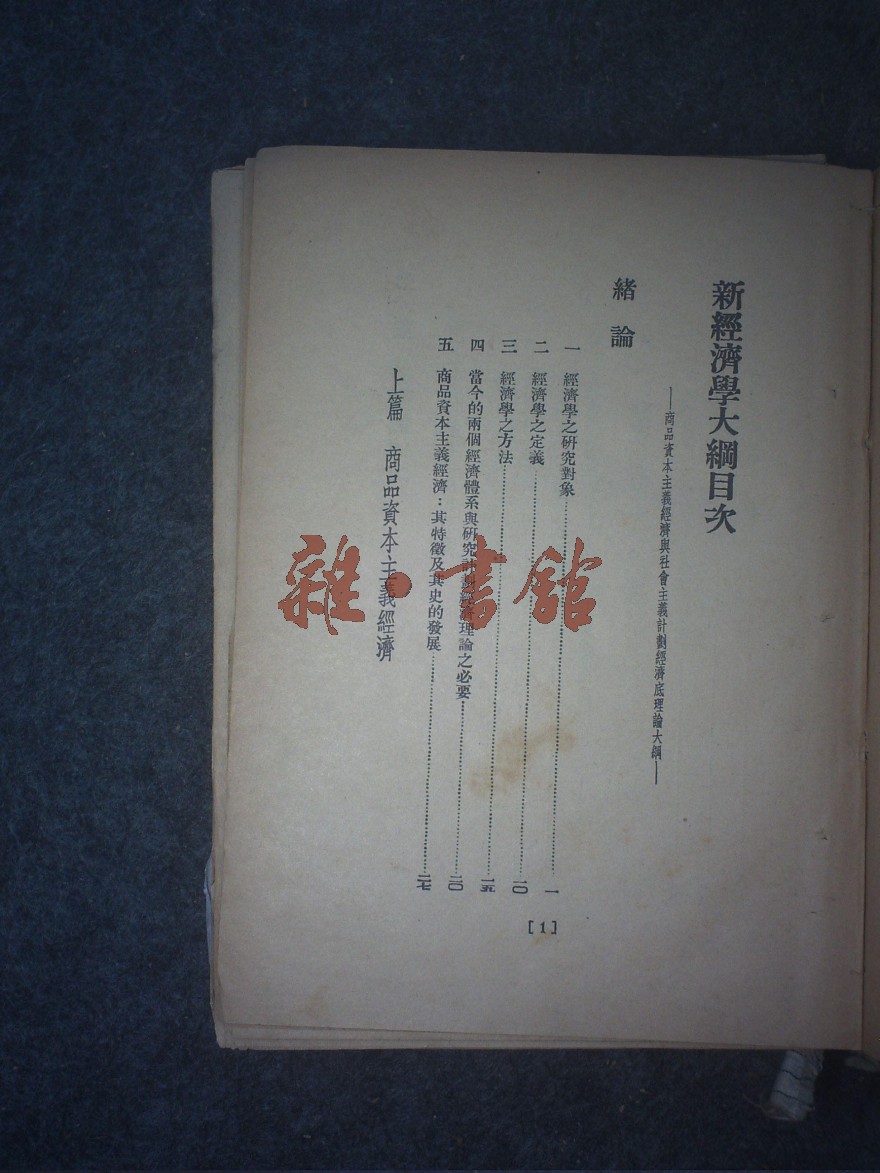 新經濟學大綱目次
——商品資本主義經濟與社會主義計劃經濟底理論大綱——
緒論
一 經濟學之研究對象……一
二 經濟學之定義……一〇
三 經濟學之方法……一五
四 當今的兩個經濟體系與研究計劃經濟理論之必要……二〇
五 商品資本主義經濟：其特徵及其史的發展……二七
上篇 商品資本主義經濟
[1]
雜·書館